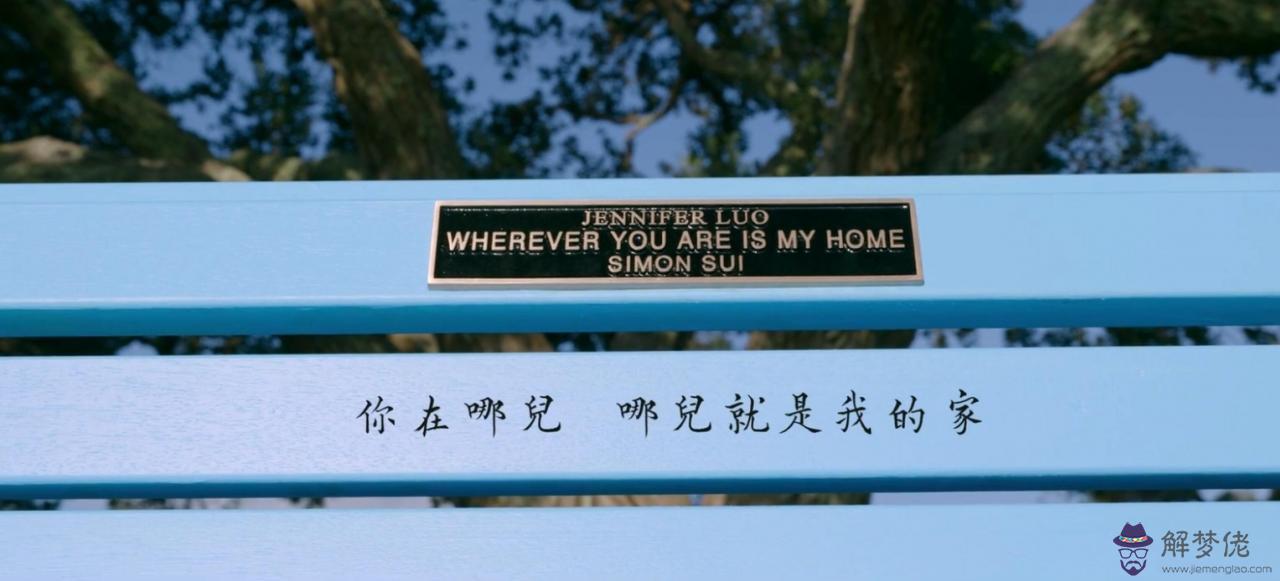 JENNIFER LUO
WHEREVER YOU ARE IS MY HOME
SIMON SUI
你在哪兒 哪兒就是我的家
解梦佬
www.jiemenglao.com